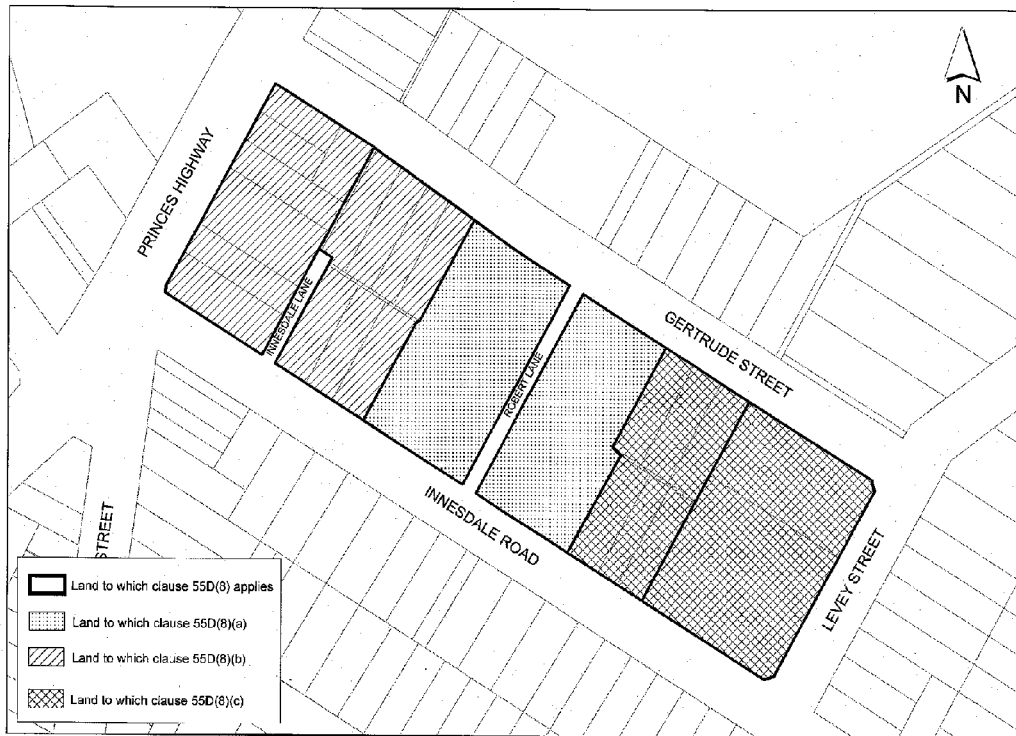 N
PRINCES HIGHWAY
INNESDALE LANE
GERTRUDE STREET
ROBERT LANE
INNESDALE ROAD
LEVEY STREET
STREET
Land to which clause 55D(8) applies
Land to which clause 55D(8)(a)
Land to which clause 55D(8)(b)
Land to which clause 55D(8)(c)